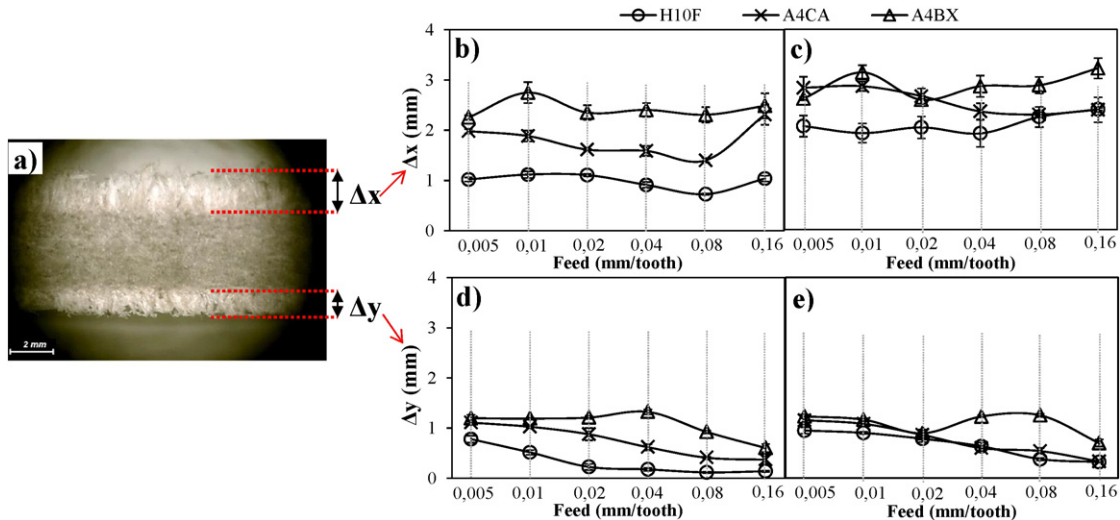 H10F A4CA A4BX
a)
Δx
Δy
2 mm
b)
Δx (mm)
4
3
2
1
0
0,005 0,01 0,02 0,04 0,08 0,16
Feed (mm/tooth)
c)
0,005 0,01 0,02 0,04 0,08 0,16
Feed (mm/tooth)
d)
Δy (mm)
4
3
2
1
0
0,005 0,01 0,02 0,04 0,08 0,16
Feed (mm/tooth)
e)
0,005 0,01 0,02 0,04 0,08 0,16
Feed (mm/tooth)